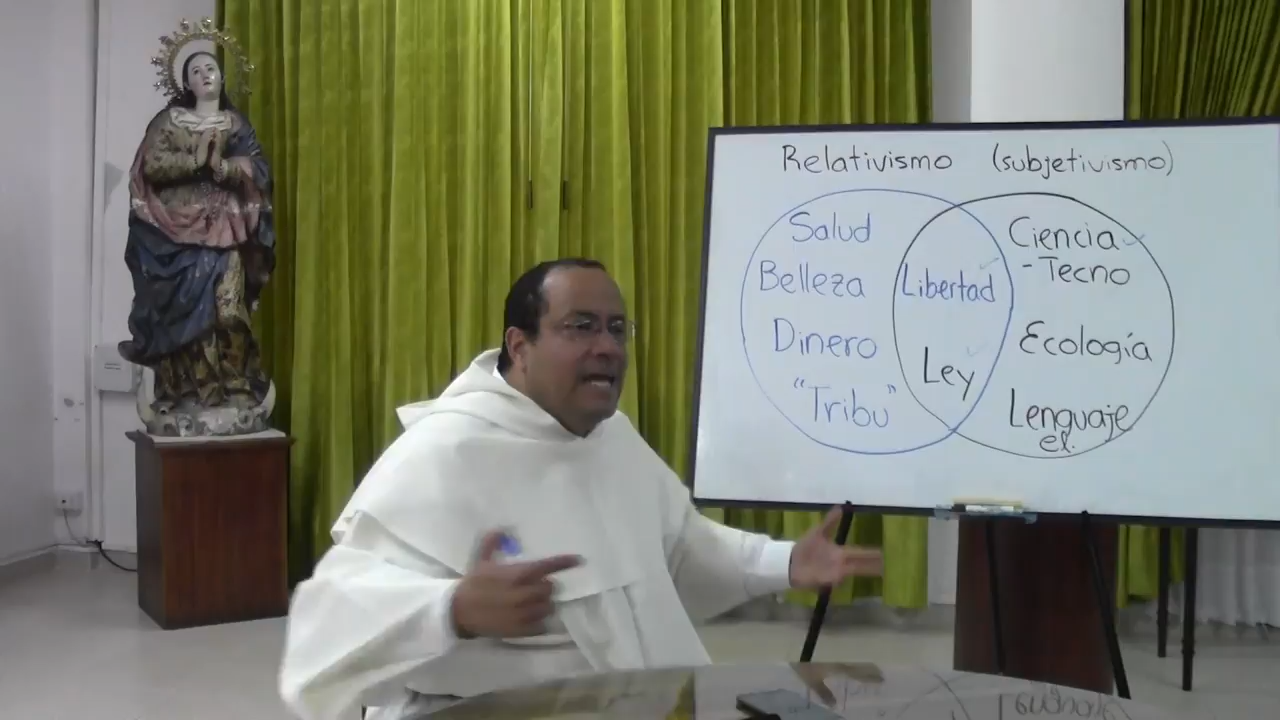 Relativismo (subjetivismo)
Salud
Belleza
Dinero
"Tribu"
Libertad
Ley
Ciencia
- Tecno
Ecología
Lenguaje
el.